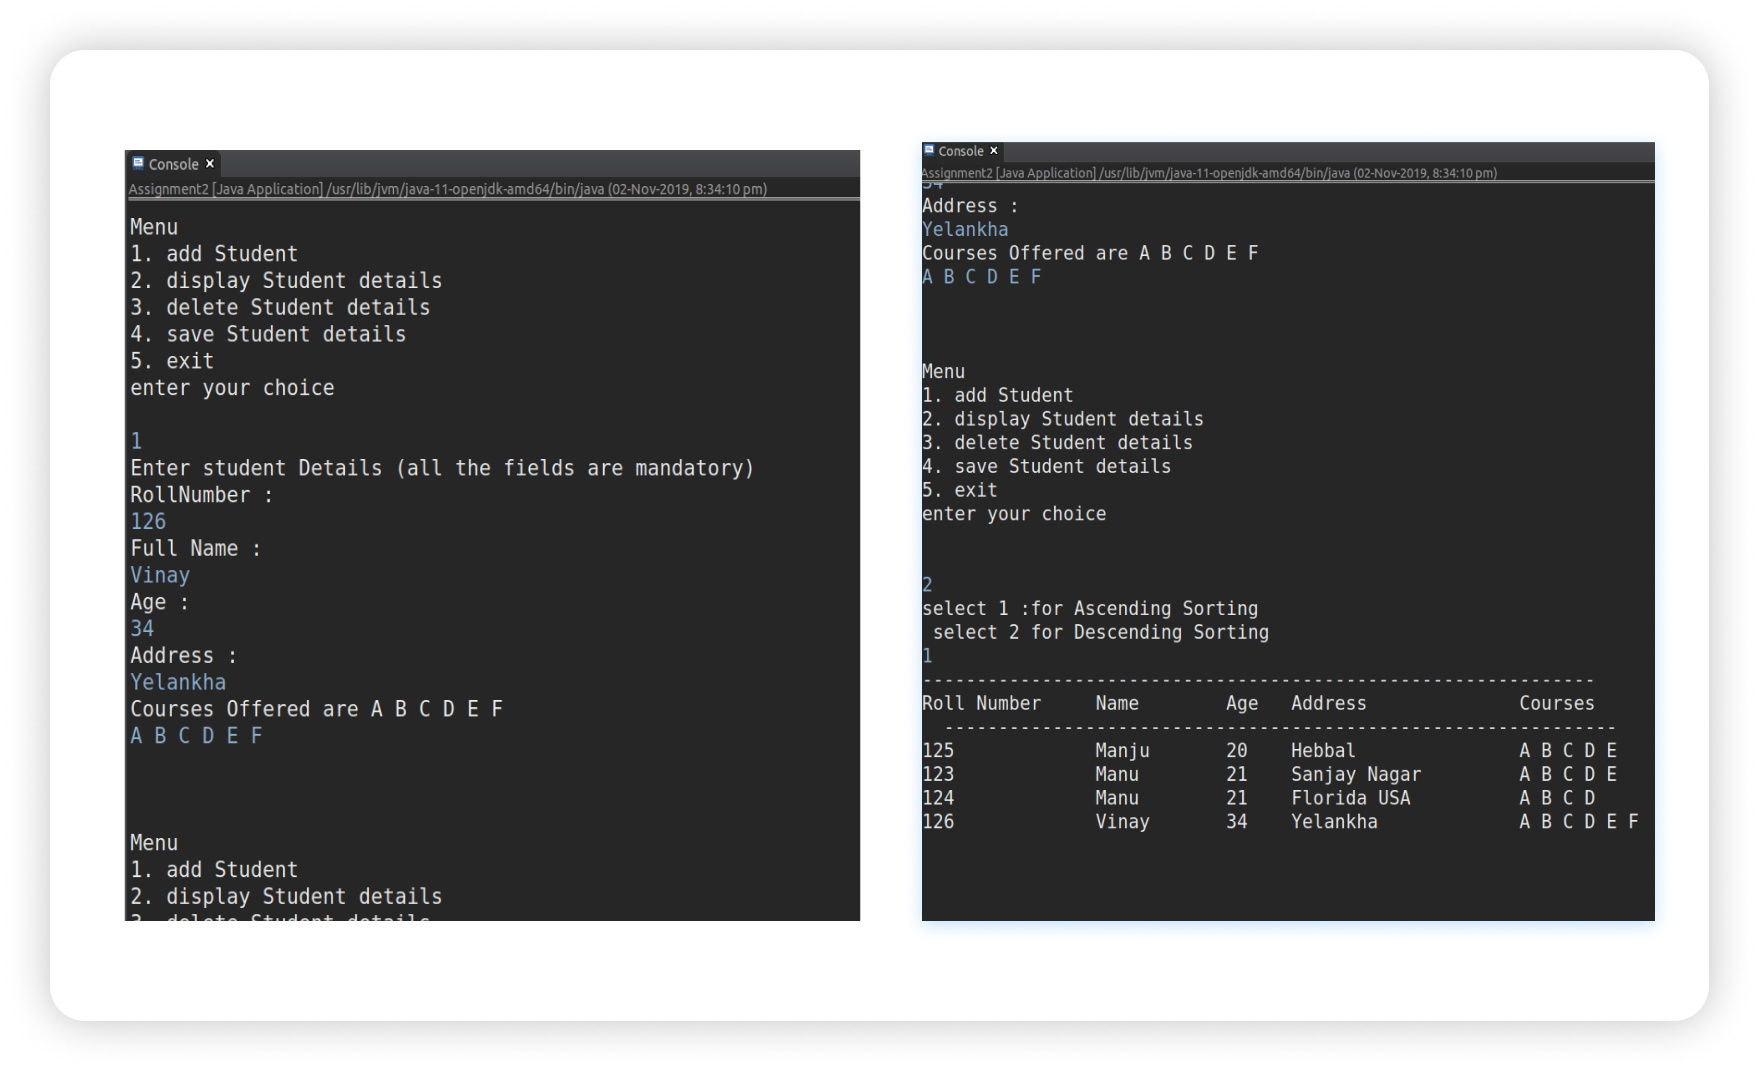 Console
Assignment2 [Java Application] /usr/lib/jvm/java-11-openjdk-amd64/bin/java (02-Nov-2019, 8:34:10 pm)
Menu
1. add Student
2. display Student details
3. delete Student details
4. save Student details
5. exit
enter your choice
1
Enter student Details (all the fields are mandatory)
RollNumber :
126
Full Name :
Vinay
Age :
34
Address :
Yelankha
Courses Offered are A B C D E F
A B C D E F
Menu
1. add Student
2. display Student details
3. delete Student details
Console
Assignment2 [Java Application] /usr/lib/jvm/java-11-openjdk-amd64/bin/java (02-Nov-2019, 8:34:10 pm)
34
Address :
Yelankha
Courses Offered are A B C D E F
A B C D E F
Menu
1. add Student
2. display Student details
3. delete Student details
4. save Student details
5. exit
enter your choice
2
select 1 :for Ascending Sorting
select 2 for Descending Sorting
1
--------------------------------------------------------------
Roll Number Name Age Address Courses
--------------------------------------------------------------
125 Manju 20 Hebbal A B C D E
123 Manu 21 Sanjay Nagar A B C D E
124 Manu 21 Florida USA A B C D
126 Vinay 34 Yelankha A B C D E F